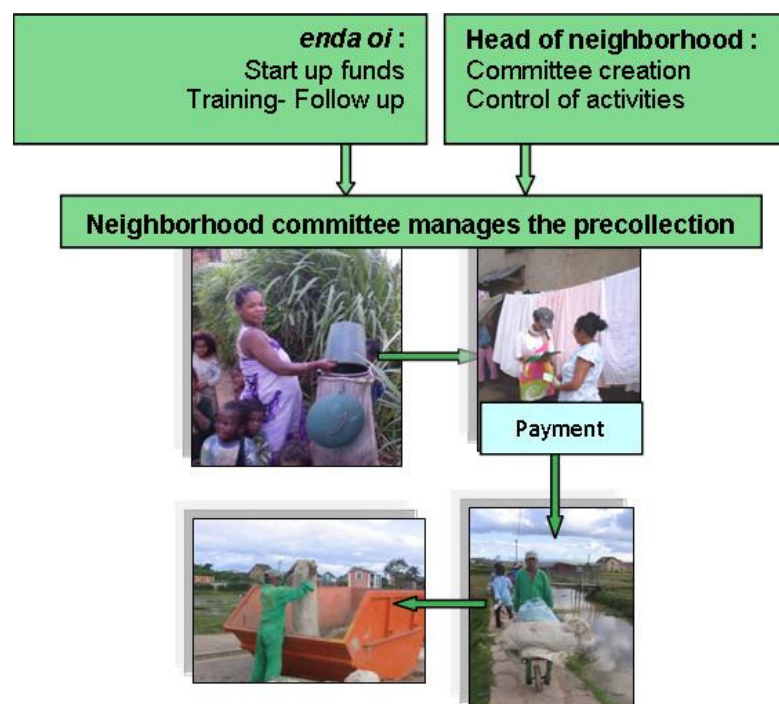 enda oi :
Start up funds
Training- Follow up
Head of neighborhood :
Committee creation
Control of activities
Neighborhood committee manages the precollection
Payment